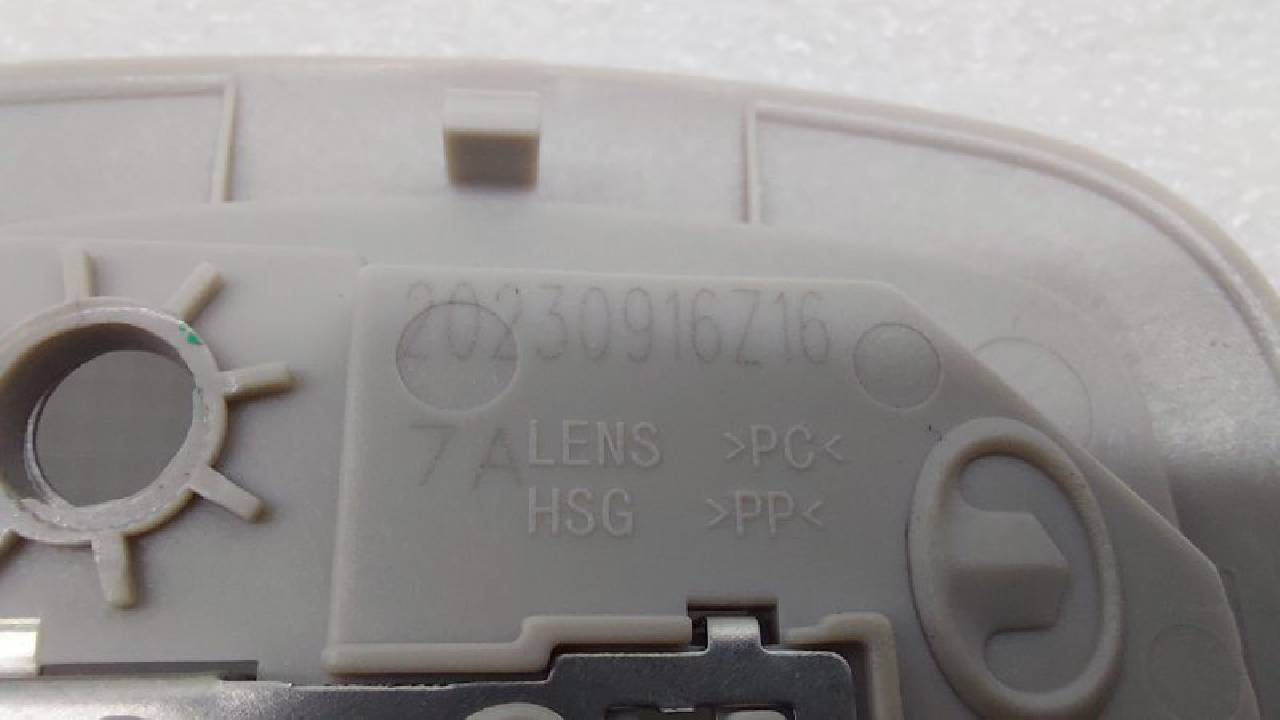 20230916Z16
7A LENS >PC<
HSG >PP<